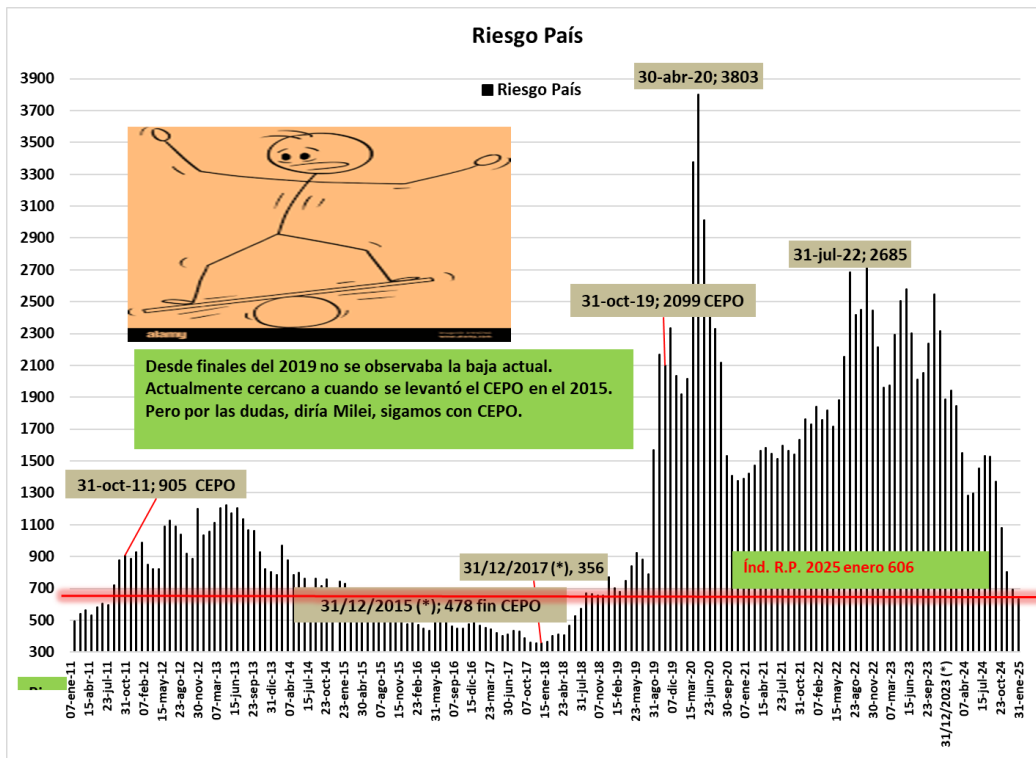 Riesgo País
Riesgo País
3900
3700
3500
3300
3100
2900
2700
2500
2300
2100
1900
1700
1500
1300
1100
900
700
500
300
30-abr-20; 3803
31-jul-22; 2685
31-oct-19; 2099 CEPO
alamy
Desde finales del 2019 no se observaba la baja actual.
Actualmente cercano a cuando se levantó el CEPO en el 2015.
Pero por las dudas, diría Milei, sigamos con CEPO.
31-oct-11; 905 CEPO
31/12/2017 (*), 356
Índ. R.P. 2025 enero 606
31/12/2015 (*); 478 fin CEPO
07-ene-11
15-abr-11
23-jul-11
31-oct-11
07-feb-12
15-may-12
23-ago-12
30-nov-12
07-mar-13
15-jun-13
23-sep-13
31-dic-13
07-abr-14
15-jul-14
23-oct-14
23-ene-15
30-abr-15
07-ago-15
15-nov-15
23-feb-16
31-may-16
07-sep-16
15-dic-16
23-mar-17
30-jun-17
07-oct-17
15-ene-18
23-abr-18
31-jul-18
07-nov-18
15-feb-19
23-may-19
31-ago-19
07-dic-19
15-mar-20
23-jun-20
30-sep-20
07-ene-21
15-abr-21
23-jul-21
31-oct-21
07-feb-22
15-may-22
23-ago-22
30-nov-22
07-mar-23
15-jun-23
23-sep-23
31/12/2023 (*)
07-abr-24
15-jul-24
23-oct-24
31-ene-25